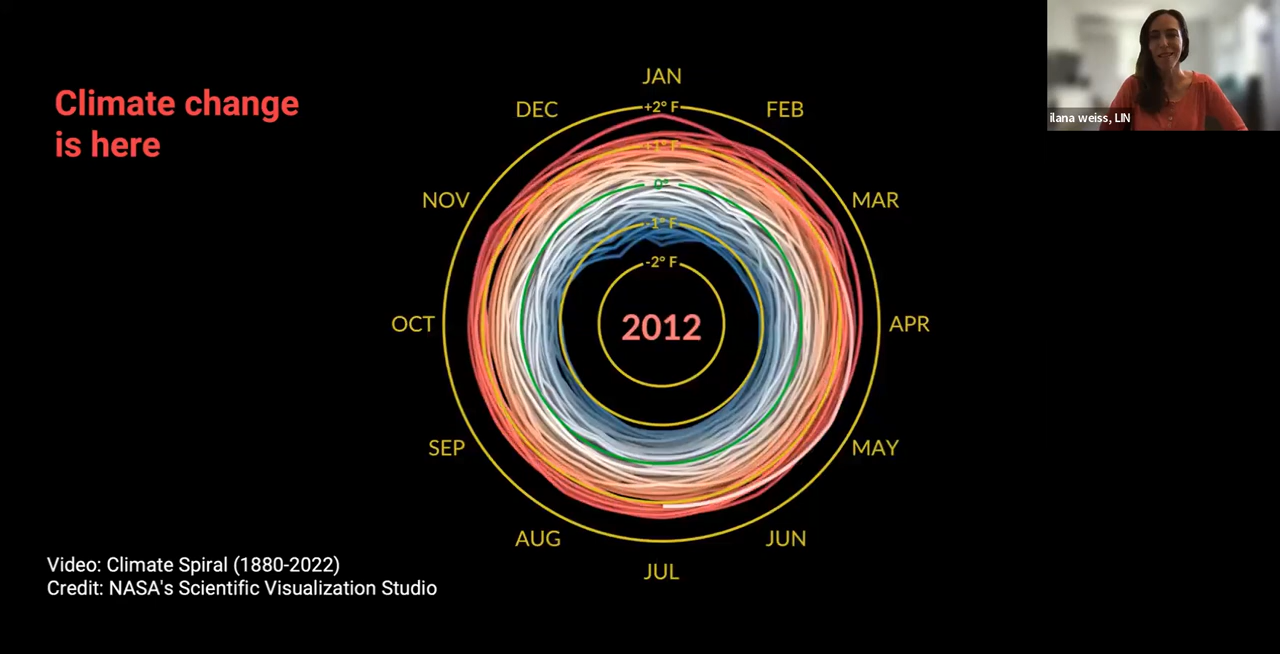 Climate change
is here
ilana weiss, LIN
JAN
FEB
MAR
APR
MAY
JUN
JUL
AUG
SEP
OCT
NOV
DEC
+2° F
+1° F
0°
-1° F
-2° F
2012
Video: Climate Spiral (1880-2022)
Credit: NASA's Scientific Visualization Studio